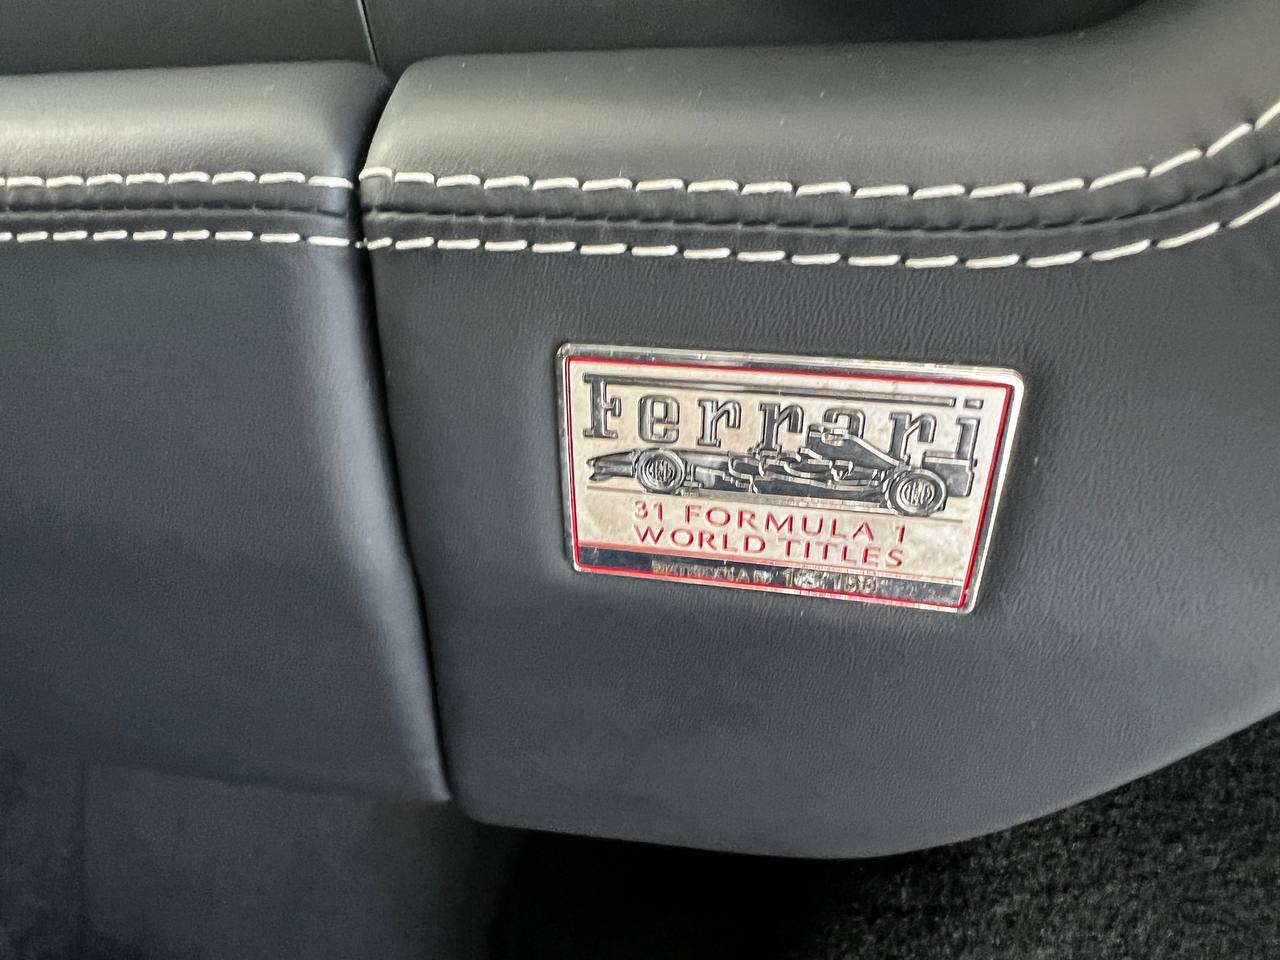 Ferrari
31 FORMULA 1
WORLD TITLES